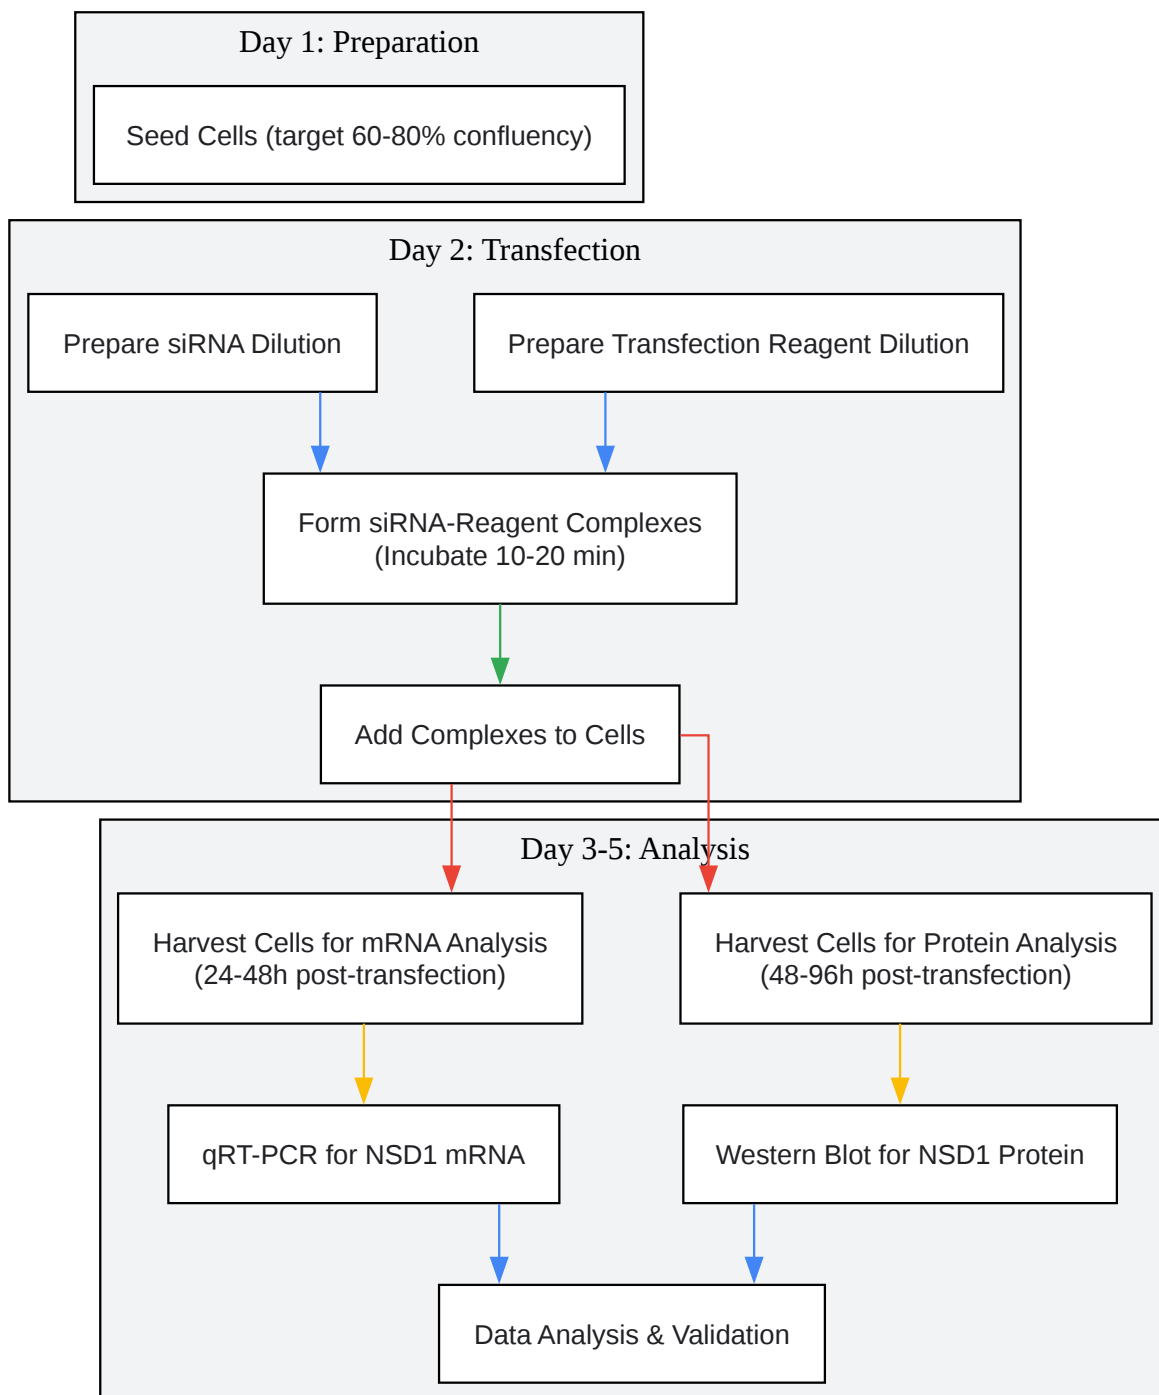 Day 1: Preparation
Seed Cells (target 60-80% confluency)
Day 2: Transfection
Prepare siRNA Dilution
Prepare Transfection Reagent Dilution
Form siRNA-Reagent Complexes
(Incubate 10-20 min)
Add Complexes to Cells
Day 3-5: Analysis
Harvest Cells for mRNA Analysis
(24-48h post-transfection)
Harvest Cells for Protein Analysis
(48-96h post-transfection)
qRT-PCR for NSD1 mRNA
Western Blot for NSD1 Protein
Data Analysis & Validation